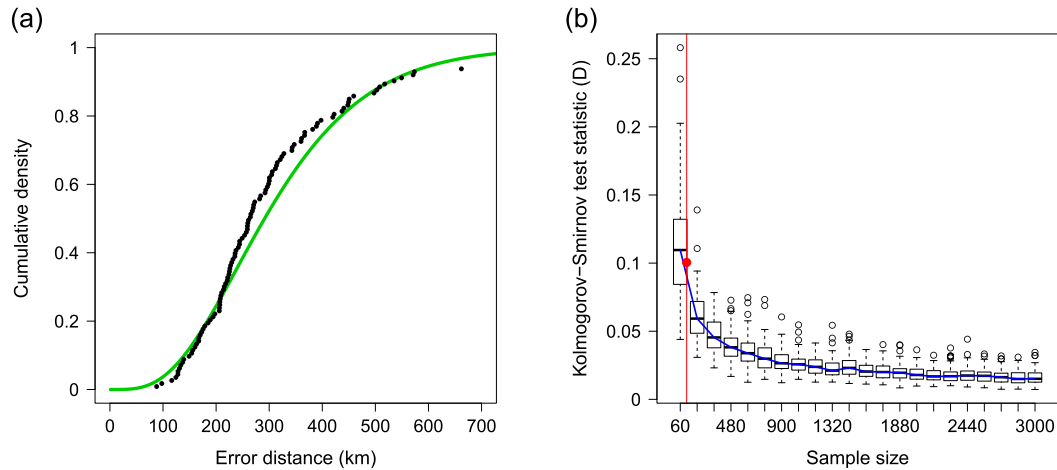 (a)
1
0.8
0.6
0.4
0.2
0
Cumulative density
0 100 200 300 400 500 600 700
Error distance (km)
(b)
0.25
0.2
0.15
0.1
0.05
0
Kolmogorov−Smirnov test statistic (D)
60 480 900 1320 1880 2440 3000
Sample size